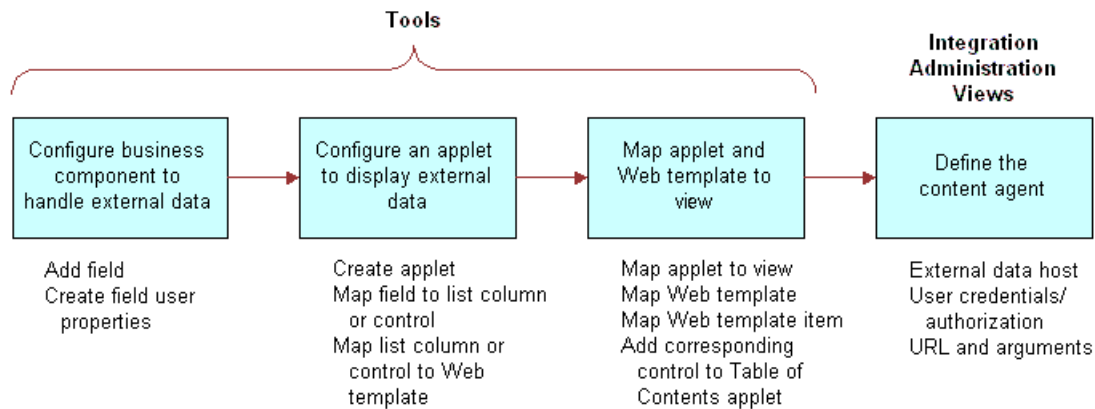 Tools
Integration
Administration
Views
Configure business
component to
handle external data
Configure an applet
to display external
data
Map applet and
Web template to
view
Define the
content agent
Add field
Create field user
properties
Create applet
Map field to list column
or control
Map list column or
control to Web
template
Map applet to view
Map Web template
Map Web template item
Add corresponding
control to Table of
Contents applet
External data host
User credentials/
authorization
URL and arguments